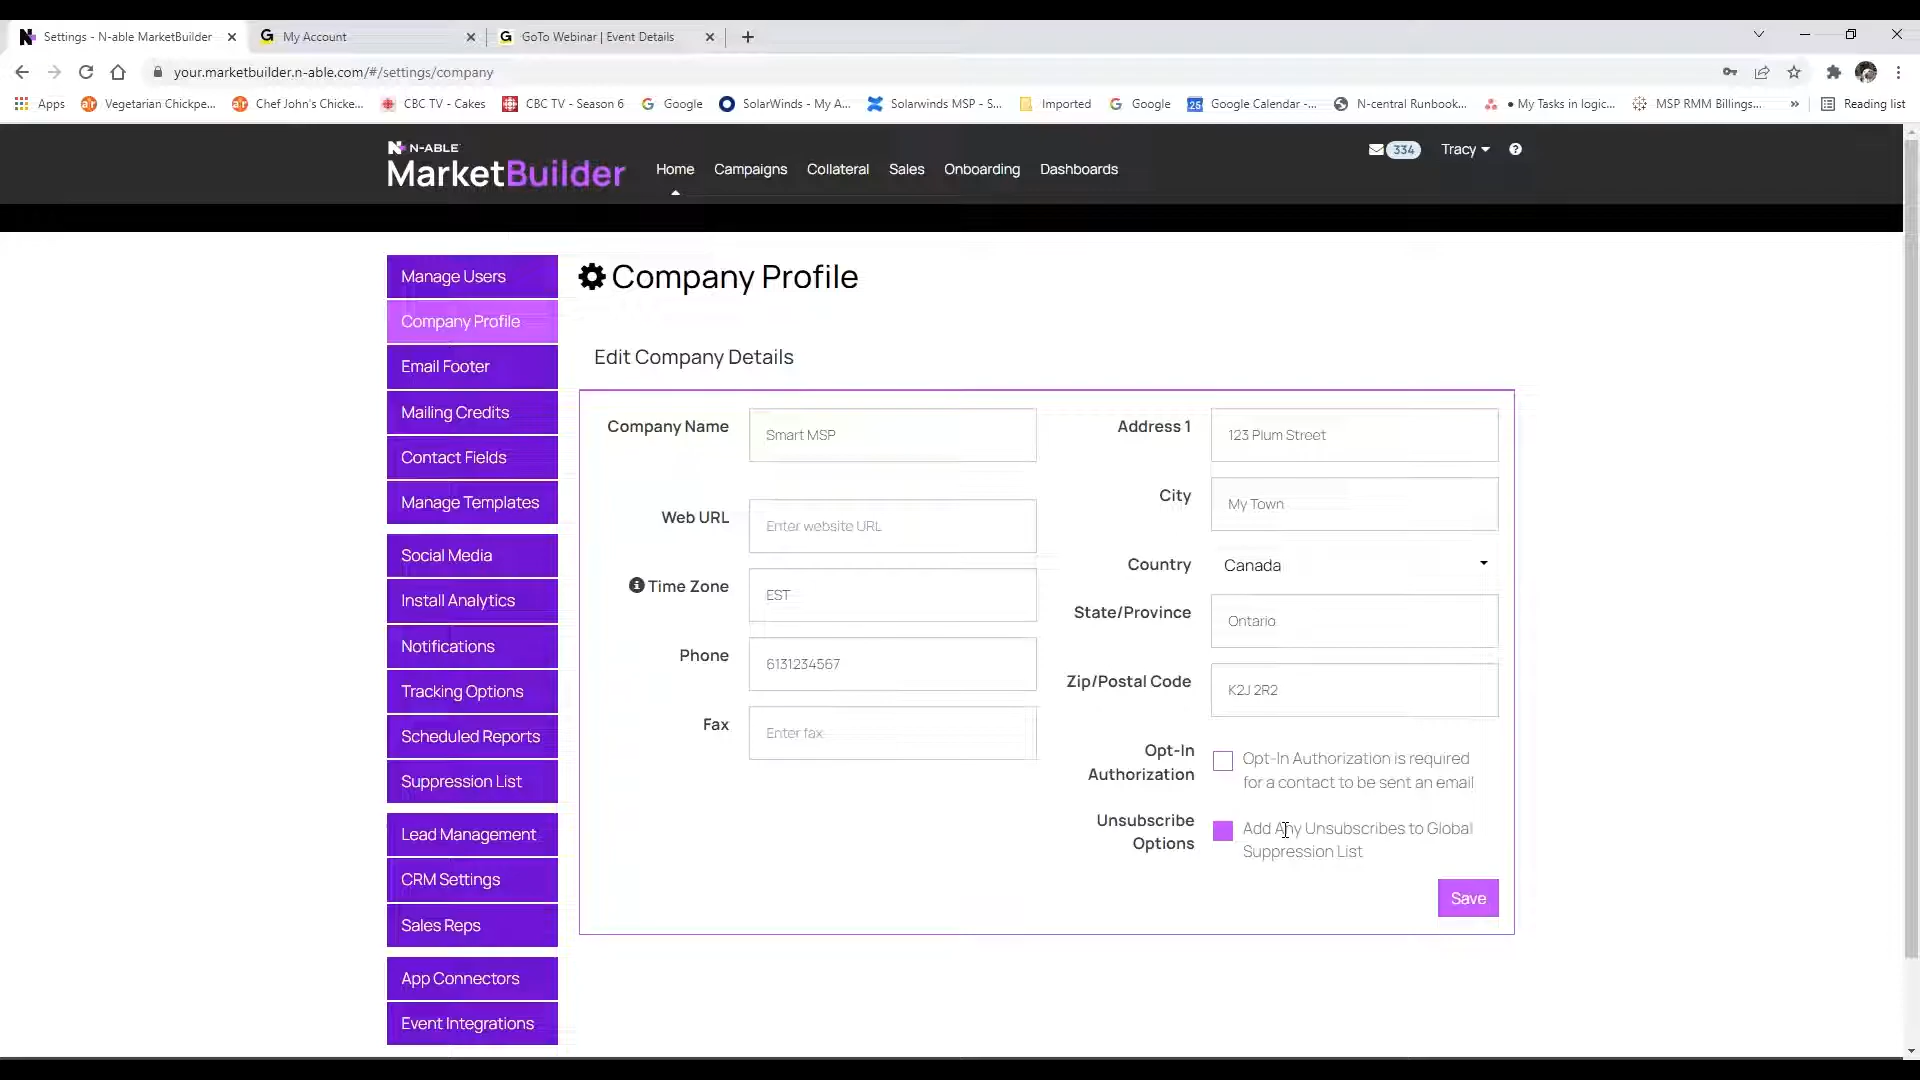 Settings - N-able MarketBuilder
My Account
GoTo Webinar | Event Details
your.marketbuilder.n-able.com/#/settings/company
Apps
Vegetarian Chickpe...
Chef John's Chicke...
CBC TV - Cakes
CBC TV - Season 6
Google
SolarWinds - My A...
Solarwinds MSP - S...
Imported
Google
Google Calendar -...
N-central Runbook...
● My Tasks in logic...
MSP RMM Billings...
»
Reading list
N-ABLE
MarketBuilder
Home
Campaigns
Collateral
Sales
Onboarding
Dashboards
334
Tracy
Manage Users
Company Profile
Email Footer
Mailing Credits
Contact Fields
Manage Templates
Social Media
Install Analytics
Notifications
Tracking Options
Scheduled Reports
Suppression List
Lead Management
CRM Settings
Sales Reps
App Connectors
Event Integrations
Company Profile
Edit Company Details
Company Name
Smart MSP
Web URL
Enter website URL
Time Zone
EST
Phone
6131234567
Fax
Enter fax
Address 1
123 Plum Street
City
My Town
Country
Canada
State/Province
Ontario
Zip/Postal Code
K2J 2R2
Opt-In
Authorization
Opt-In Authorization is required
for a contact to be sent an email
Unsubscribe
Options
Add Any Unsubscribes to Global
Suppression List
Save